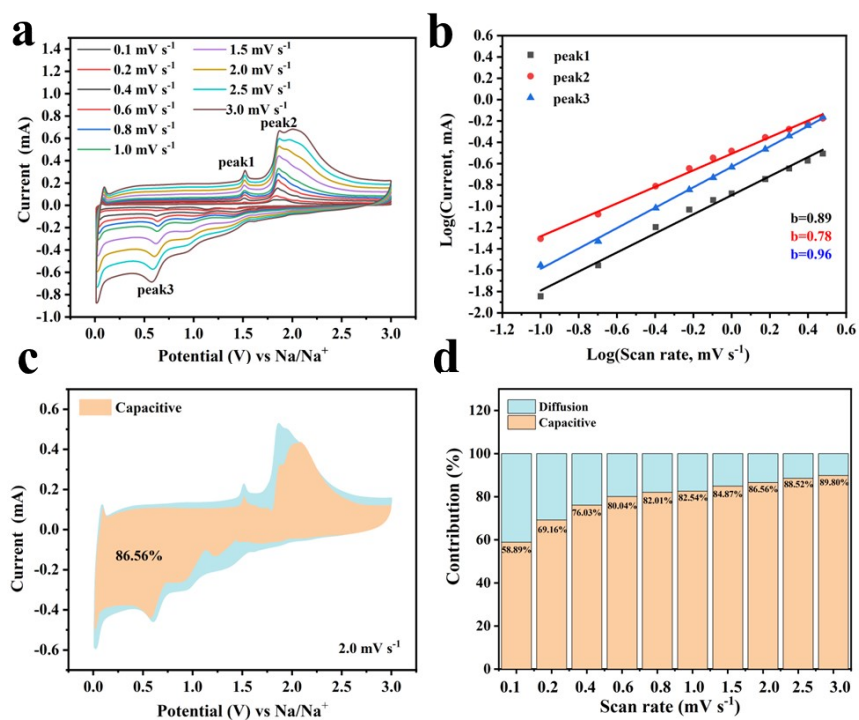 a
0.1 mV s⁻¹ 1.5 mV s⁻¹
0.2 mV s⁻¹ 2.0 mV s⁻¹
0.4 mV s⁻¹ 2.5 mV s⁻¹
0.6 mV s⁻¹ 3.0 mV s⁻¹
0.8 mV s⁻¹
1.0 mV s⁻¹
peak1
peak2
peak3
1.4
1.2
1.0
0.8
0.6
0.4
0.2
0.0
-0.2
-0.4
-0.6
-0.8
-1.0
Current (mA)
0.0 0.5 1.0 1.5 2.0 2.5 3.0
Potential (V) vs Na/Na⁺
b
peak1
peak2
peak3
b=0.89
b=0.78
b=0.96
0.6
0.4
0.2
0.0
-0.2
-0.4
-0.6
-0.8
-1.0
-1.2
-1.4
-1.6
-1.8
-2.0
Log(Current, mA)
-1.2 -1.0 -0.8 -0.6 -0.4 -0.2 0.0 0.2 0.4 0.6
Log(Scan rate, mV s⁻¹)
c
Capacitive
86.56%
2.0 mV s⁻¹
0.6
0.4
0.2
0.0
-0.2
-0.4
-0.6
Current (mA)
0.0 0.5 1.0 1.5 2.0 2.5 3.0
Potential (V) vs Na/Na⁺
d
Diffusion
Capacitive
58.89% 69.16% 76.03% 80.04% 82.01% 82.54% 84.87% 86.56% 88.52% 89.80%
120
100
80
60
40
20
0
Contribution (%)
0.1 0.2 0.4 0.6 0.8 1.0 1.5 2.0 2.5 3.0
Scan rate (mV s⁻¹)